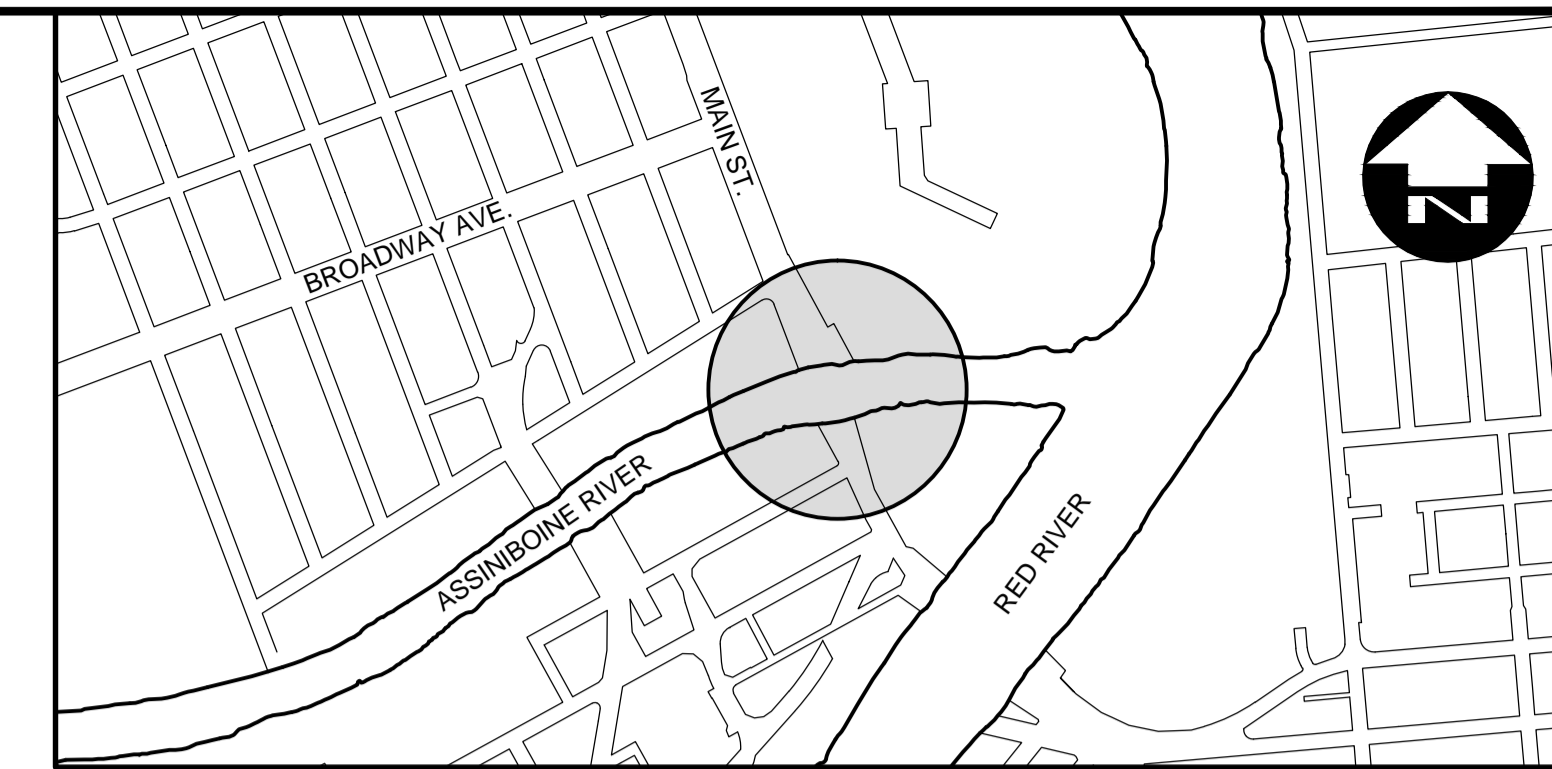 MAIN ST.
N
BROADWAY AVE.
ASSINIBOINE RIVER
RED RIVER